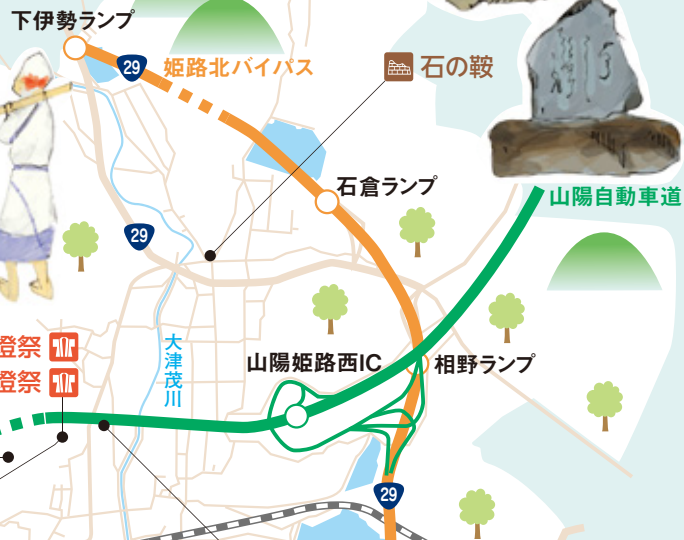 下伊勢ランプ
29
姫路北バイパス
石の鞍
石倉ランプ
山陽自動車道
29
大津茂川
山陽姫路西IC
相野ランプ
燈祭
燈祭
29